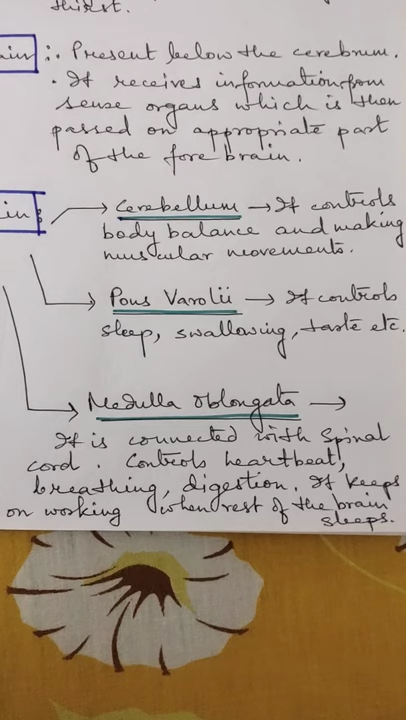 thirst.
ain :. Present below the cerebrum.
. It receives information from
sense organs which is then
passed on appropriate part
of the fore brain.
in : → Cerebellum → It controls
body balance and making
muscular movements.
→ Pons Varolii → It controls
sleep, swallowing, taste etc.
→ Medulla oblongata →
It is connected with Spinal
cord. Controls heartbeat,
breathing, digestion. It keeps
on working when rest of the brain
sleeps.